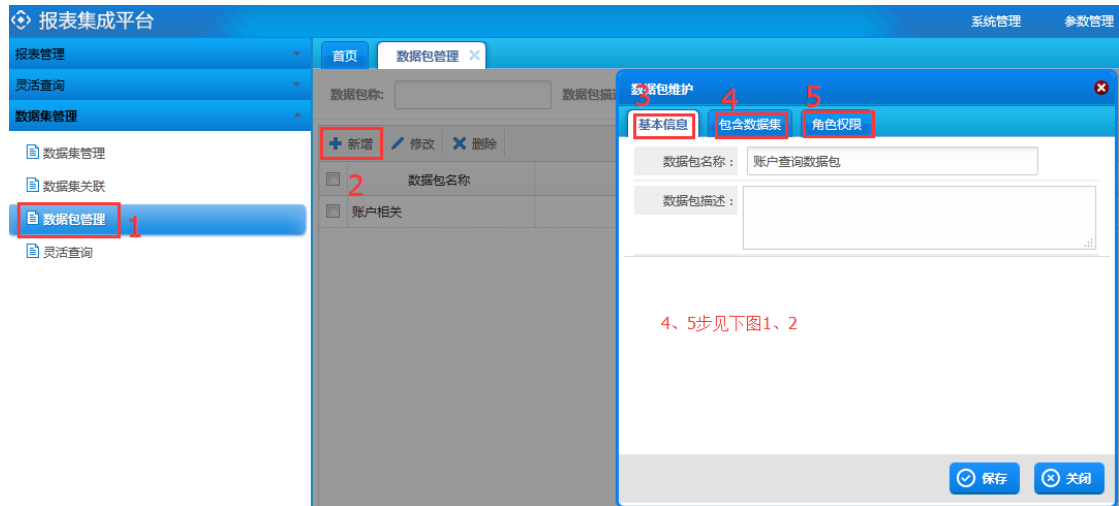 报表集成平台
系统管理 参数管理
报表管理
灵活查询
数据集管理
数据集管理
数据集关联
数据包管理
1
灵活查询
首页 数据包管理
数据包称: 数据包描
新增 修改 删除
2
数据包名称
账户相关
数据包维护
3 4 5
基本信息 包含数据集 角色权限
数据包名称: 账户查询数据包
数据包描述:
4、5步见下图1、2
保存 关闭